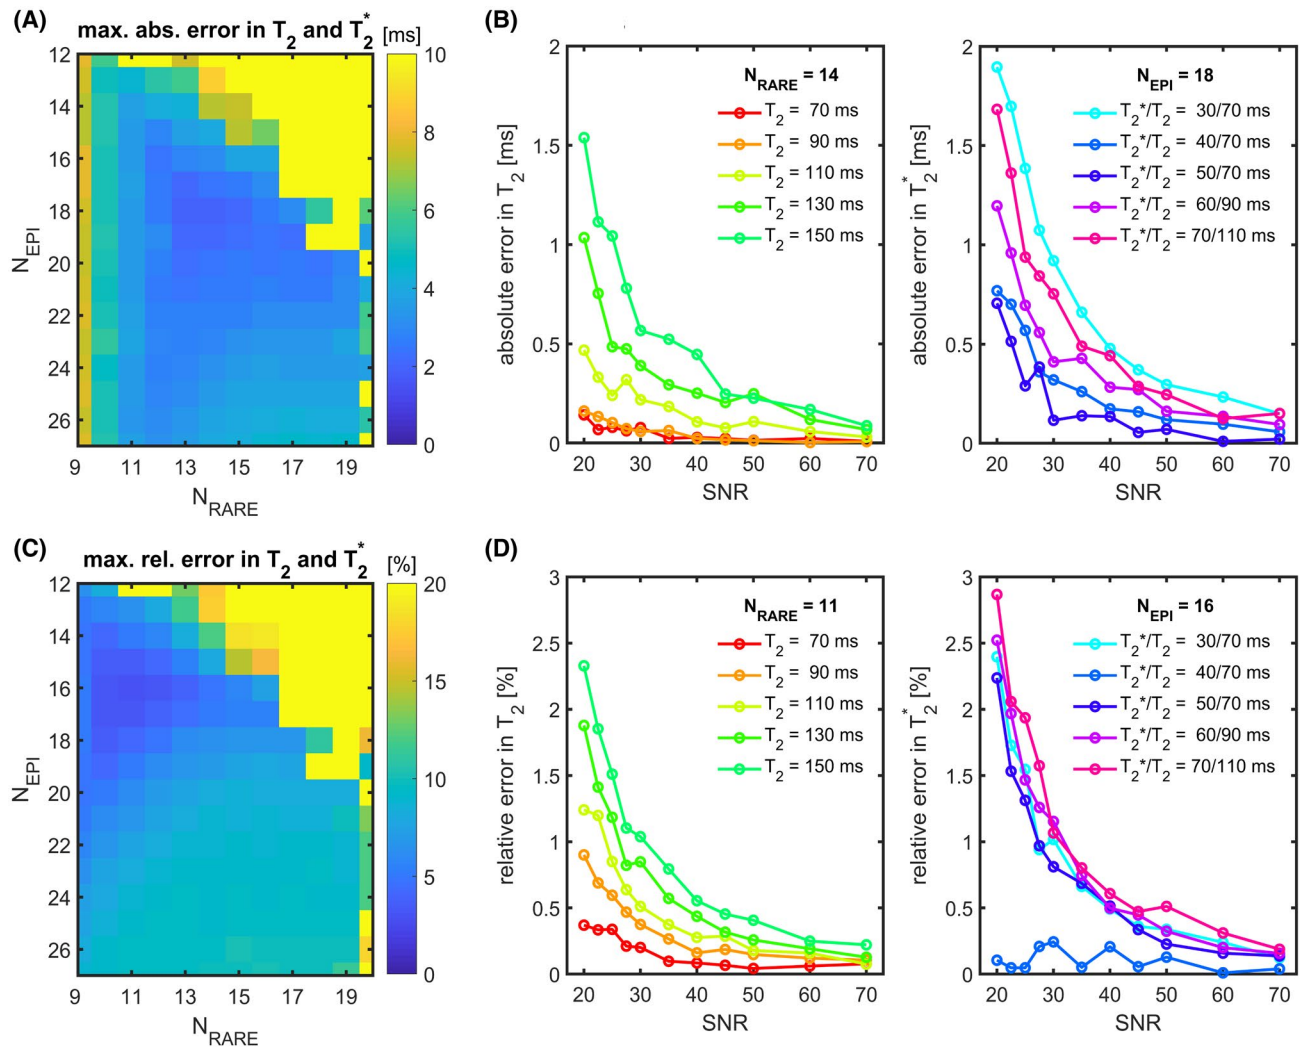 (A)
max. abs. error in T2 and T2* [ms]
12
14
16
18
20
22
24
26
NEPI
9 11 13 15 17 19
NRARE
10
8
6
4
2
0
(B)
2
1.5
1
0.5
0
absolute error in T2 [ms]
NRARE = 14
T2 = 70 ms
T2 = 90 ms
T2 = 110 ms
T2 = 130 ms
T2 = 150 ms
20 30 40 50 60 70
SNR
2
1.5
1
0.5
0
absolute error in T2* [ms]
NEPI = 18
T2*/T2 = 30/70 ms
T2*/T2 = 40/70 ms
T2*/T2 = 50/70 ms
T2*/T2 = 60/90 ms
T2*/T2 = 70/110 ms
20 30 40 50 60 70
SNR
(C)
max. rel. error in T2 and T2* [%]
12
14
16
18
20
22
24
26
NEPI
9 11 13 15 17 19
NRARE
20
15
10
5
0
(D)
3
2.5
2
1.5
1
0.5
0
relative error in T2 [%]
NRARE = 11
T2 = 70 ms
T2 = 90 ms
T2 = 110 ms
T2 = 130 ms
T2 = 150 ms
20 30 40 50 60 70
SNR
3
2.5
2
1.5
1
0.5
0
relative error in T2* [%]
NEPI = 16
T2*/T2 = 30/70 ms
T2*/T2 = 40/70 ms
T2*/T2 = 50/70 ms
T2*/T2 = 60/90 ms
T2*/T2 = 70/110 ms
20 30 40 50 60 70
SNR